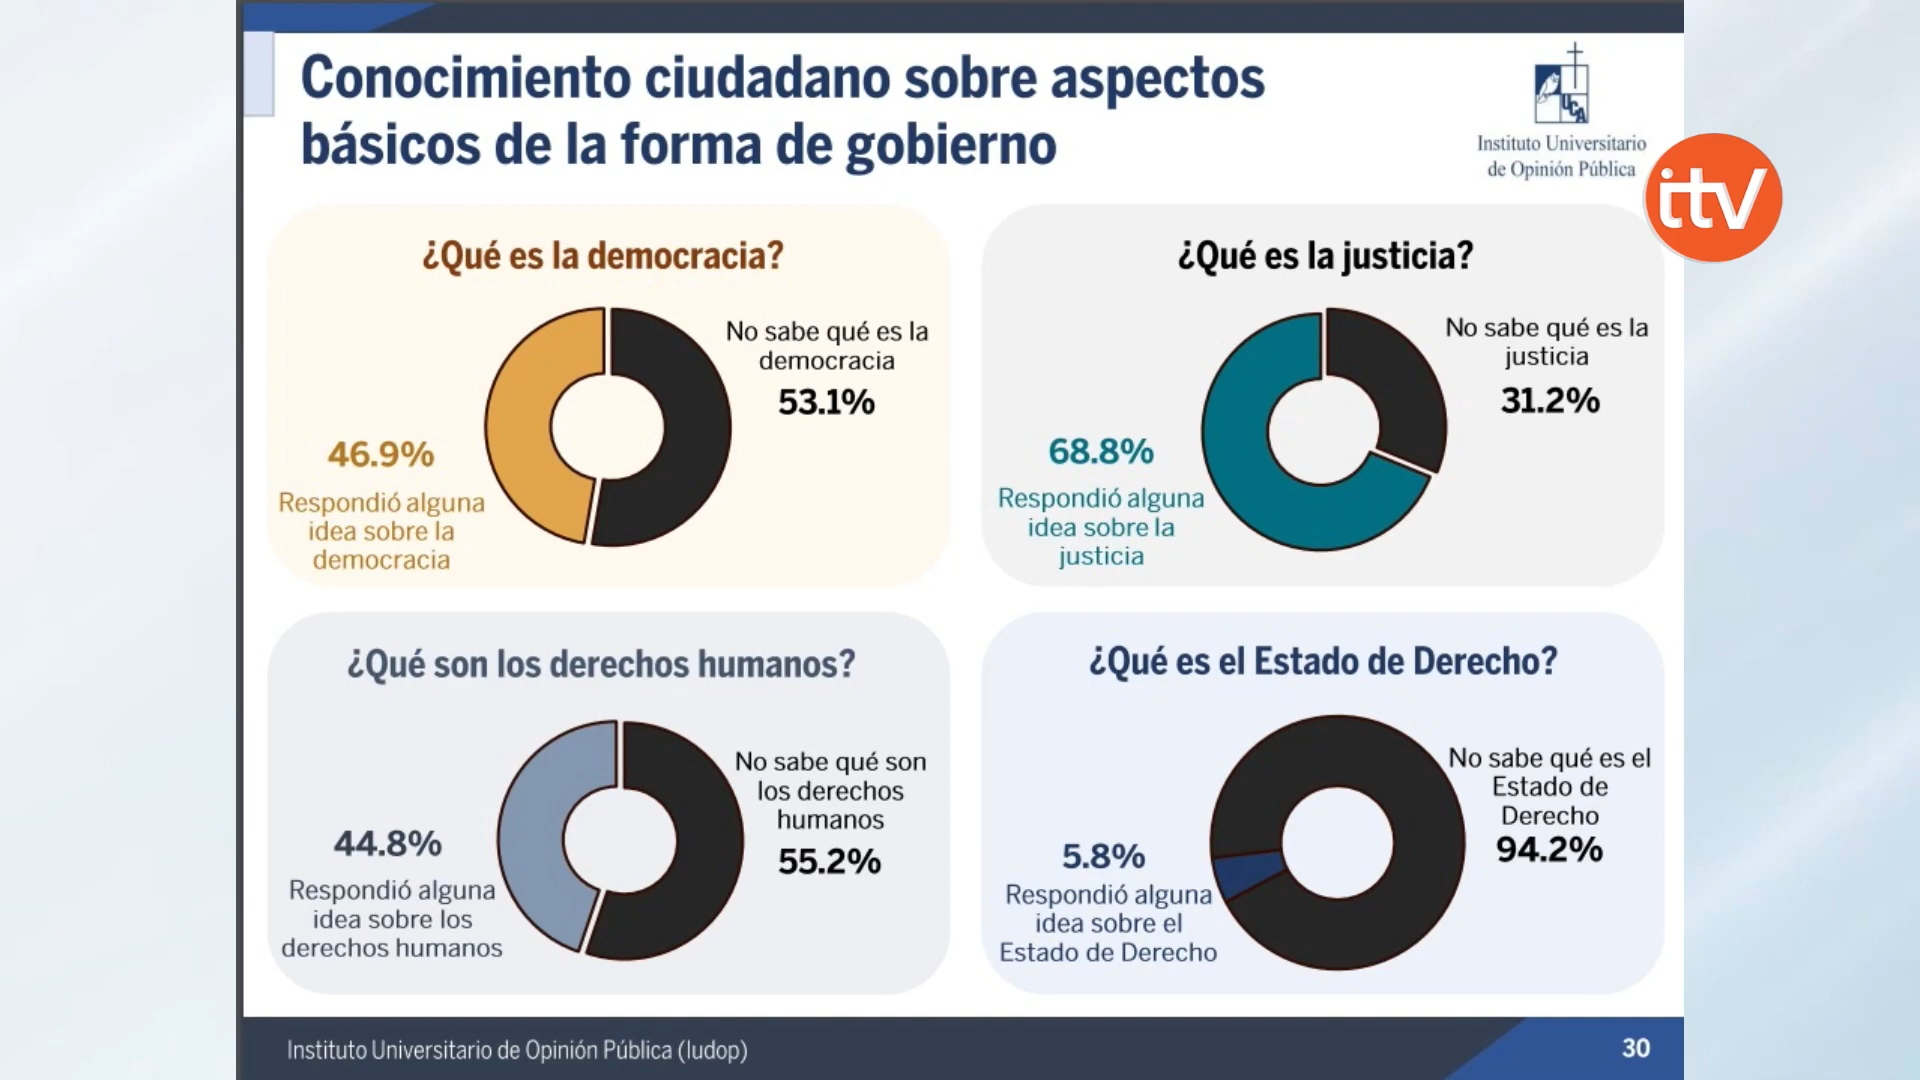 Conocimiento ciudadano sobre aspectos
básicos de la forma de gobierno
UCA
Instituto Universitario
de Opinión Pública
itv
¿Qué es la democracia?
No sabe qué es la
democracia
53.1%
46.9%
Respondió alguna
idea sobre la
democracia
¿Qué es la justicia?
No sabe qué es la
justicia
31.2%
68.8%
Respondió alguna
idea sobre la
justicia
¿Qué son los derechos humanos?
No sabe qué son
los derechos
humanos
55.2%
44.8%
Respondió alguna
idea sobre los
derechos humanos
¿Qué es el Estado de Derecho?
No sabe qué es el
Estado de
Derecho
94.2%
5.8%
Respondió alguna
idea sobre el
Estado de Derecho
Instituto Universitario de Opinión Pública (Iudop)
30